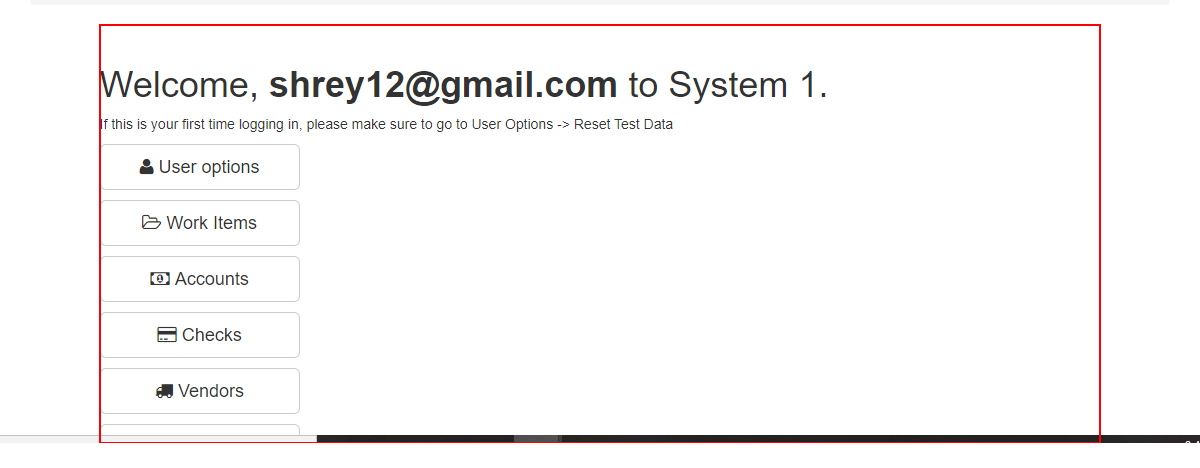 Welcome, shrey12@gmail.com to System 1.
If this is your first time logging in, please make sure to go to User Options -> Reset Test Data
User options
Work Items
Accounts
Checks
Vendors